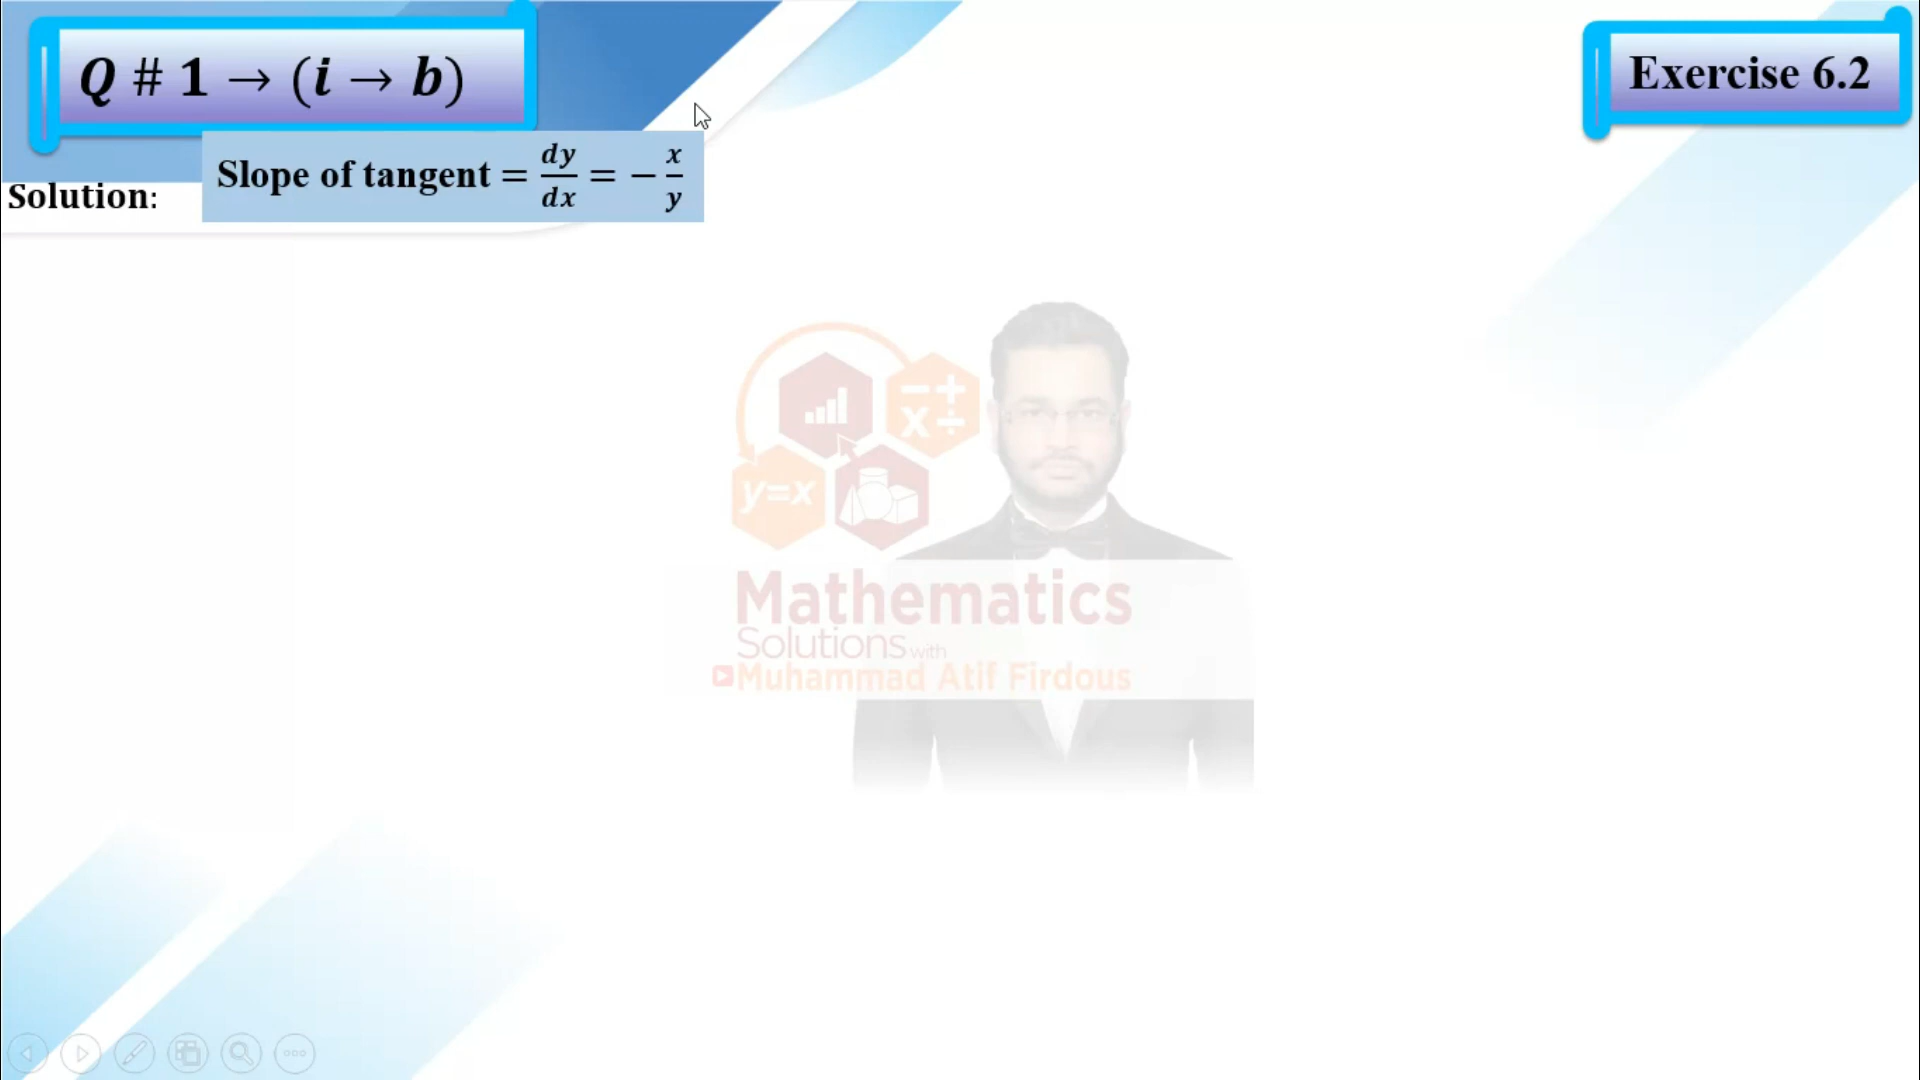 Q # 1 → (i → b)
Exercise 6.2
Slope of tangent = dy/dx = − x/y
Solution:
− + x ÷
y=x
Mathematics
Solutions with
Muhammad Atif Firdous